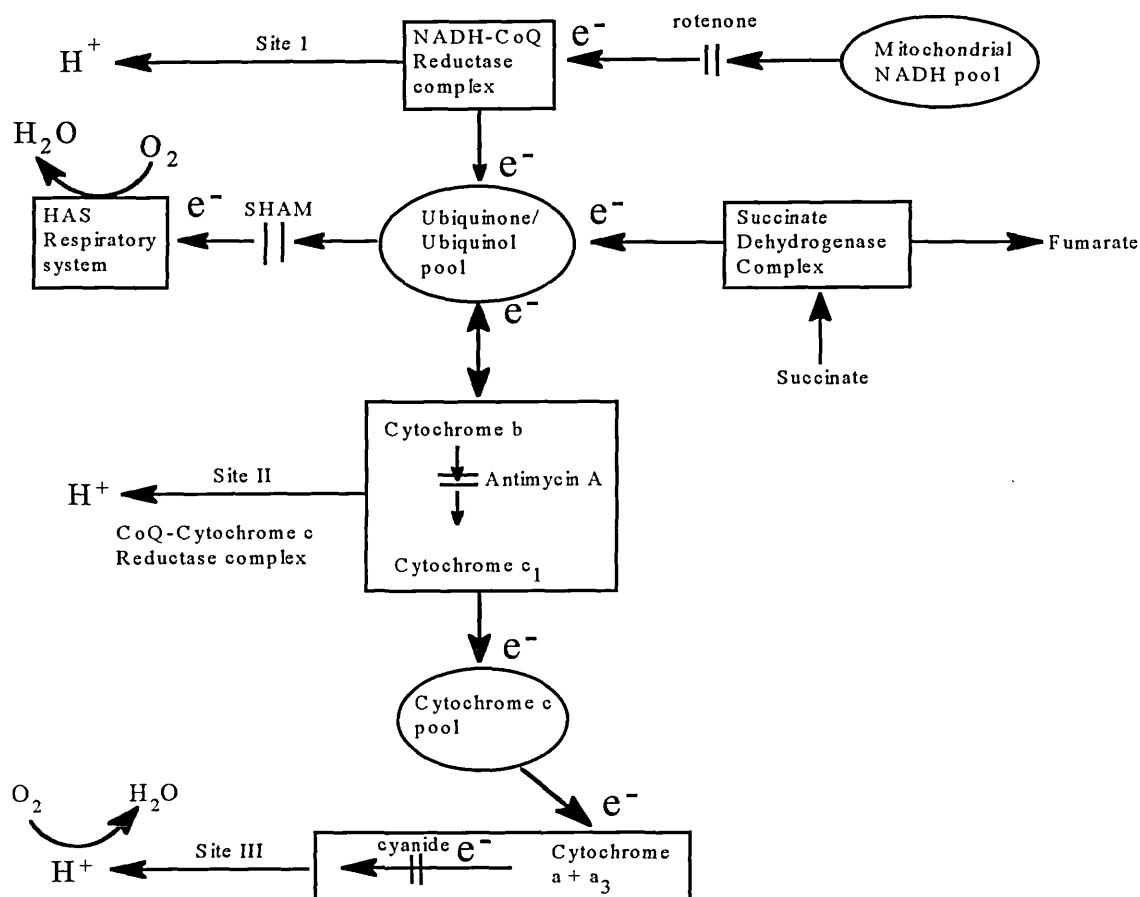 H+
Site 1
NADH-CoQ
Reductase
complex
e-
rotenone
Mitochondrial
NADH pool
H2O
O2
e-
HAS
Respiratory
system
e-
SHAM
Ubiquinone/
Ubiquinol
pool
e-
Succinate
Dehydrogenase
Complex
Fumarate
e-
Succinate
Cytochrome b
Antimycin A
Cytochrome c1
H+
Site II
CoQ-Cytochrome c
Reductase complex
e-
Cytochrome c
pool
e-
O2
H2O
H+
Site III
cyanide
e-
Cytochrome
a + a3